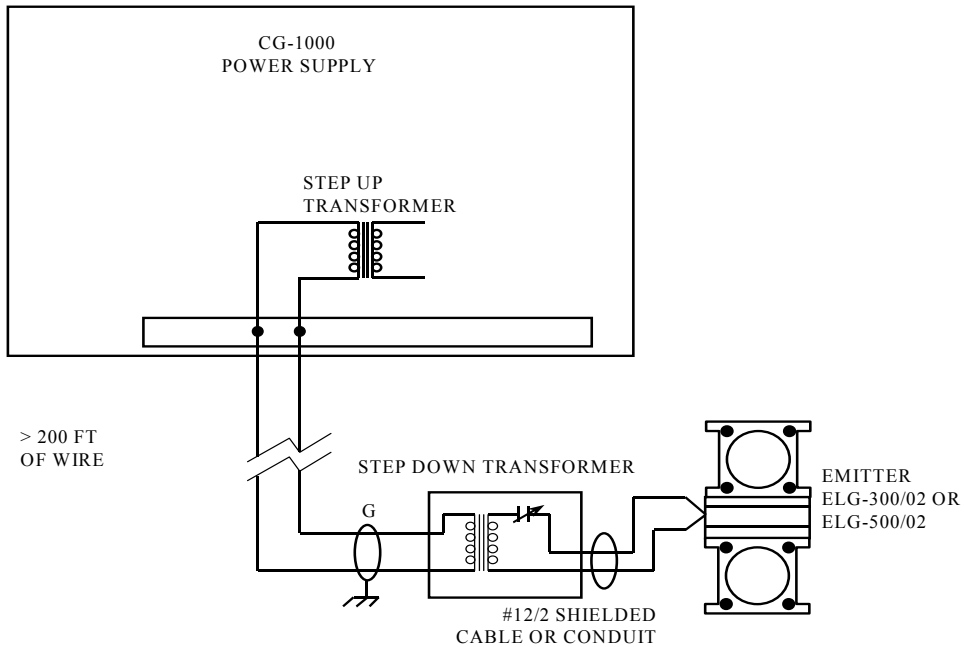 CG-1000
POWER SUPPLY
STEP UP
TRANSFORMER
> 200 FT
OF WIRE
STEP DOWN TRANSFORMER
G
EMITTER
ELG-300/02 OR
ELG-500/02
#12/2 SHIELDED
CABLE OR CONDUIT